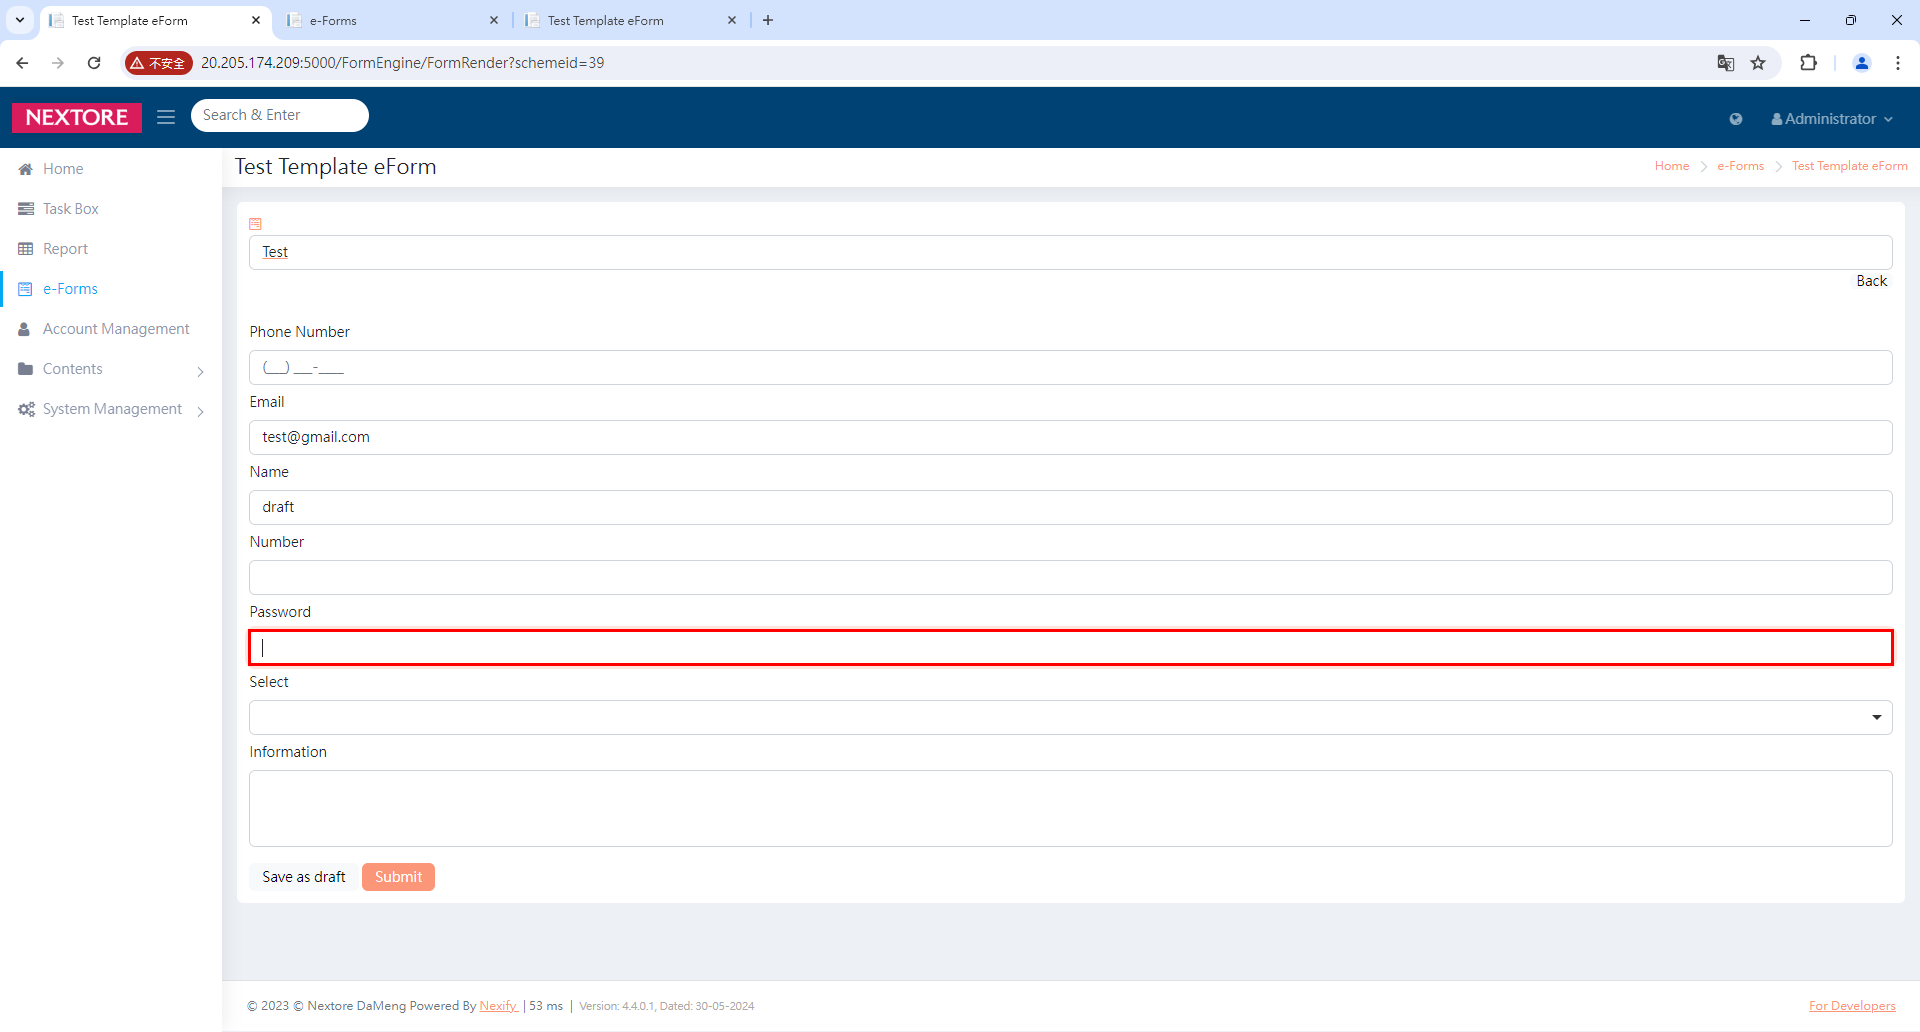 Test Template eForm
e-Forms
Test Template eForm
不安全
20.205.174.209:5000/FormEngine/FormRender?schemeid=39
NEXTORE
Search & Enter
Administrator
Home
Task Box
Report
e-Forms
Account Management
Contents
System Management
Test Template eForm
Home
e-Forms
Test Template eForm
Test
Back
Phone Number
(___) ___-____
Email
test@gmail.com
Name
draft
Number
Password
Select
Information
Save as draft
Submit
© 2023 © Nextore DaMeng Powered By Nexify | 53 ms | Version: 4.4.0.1, Dated: 30-05-2024
For Developers